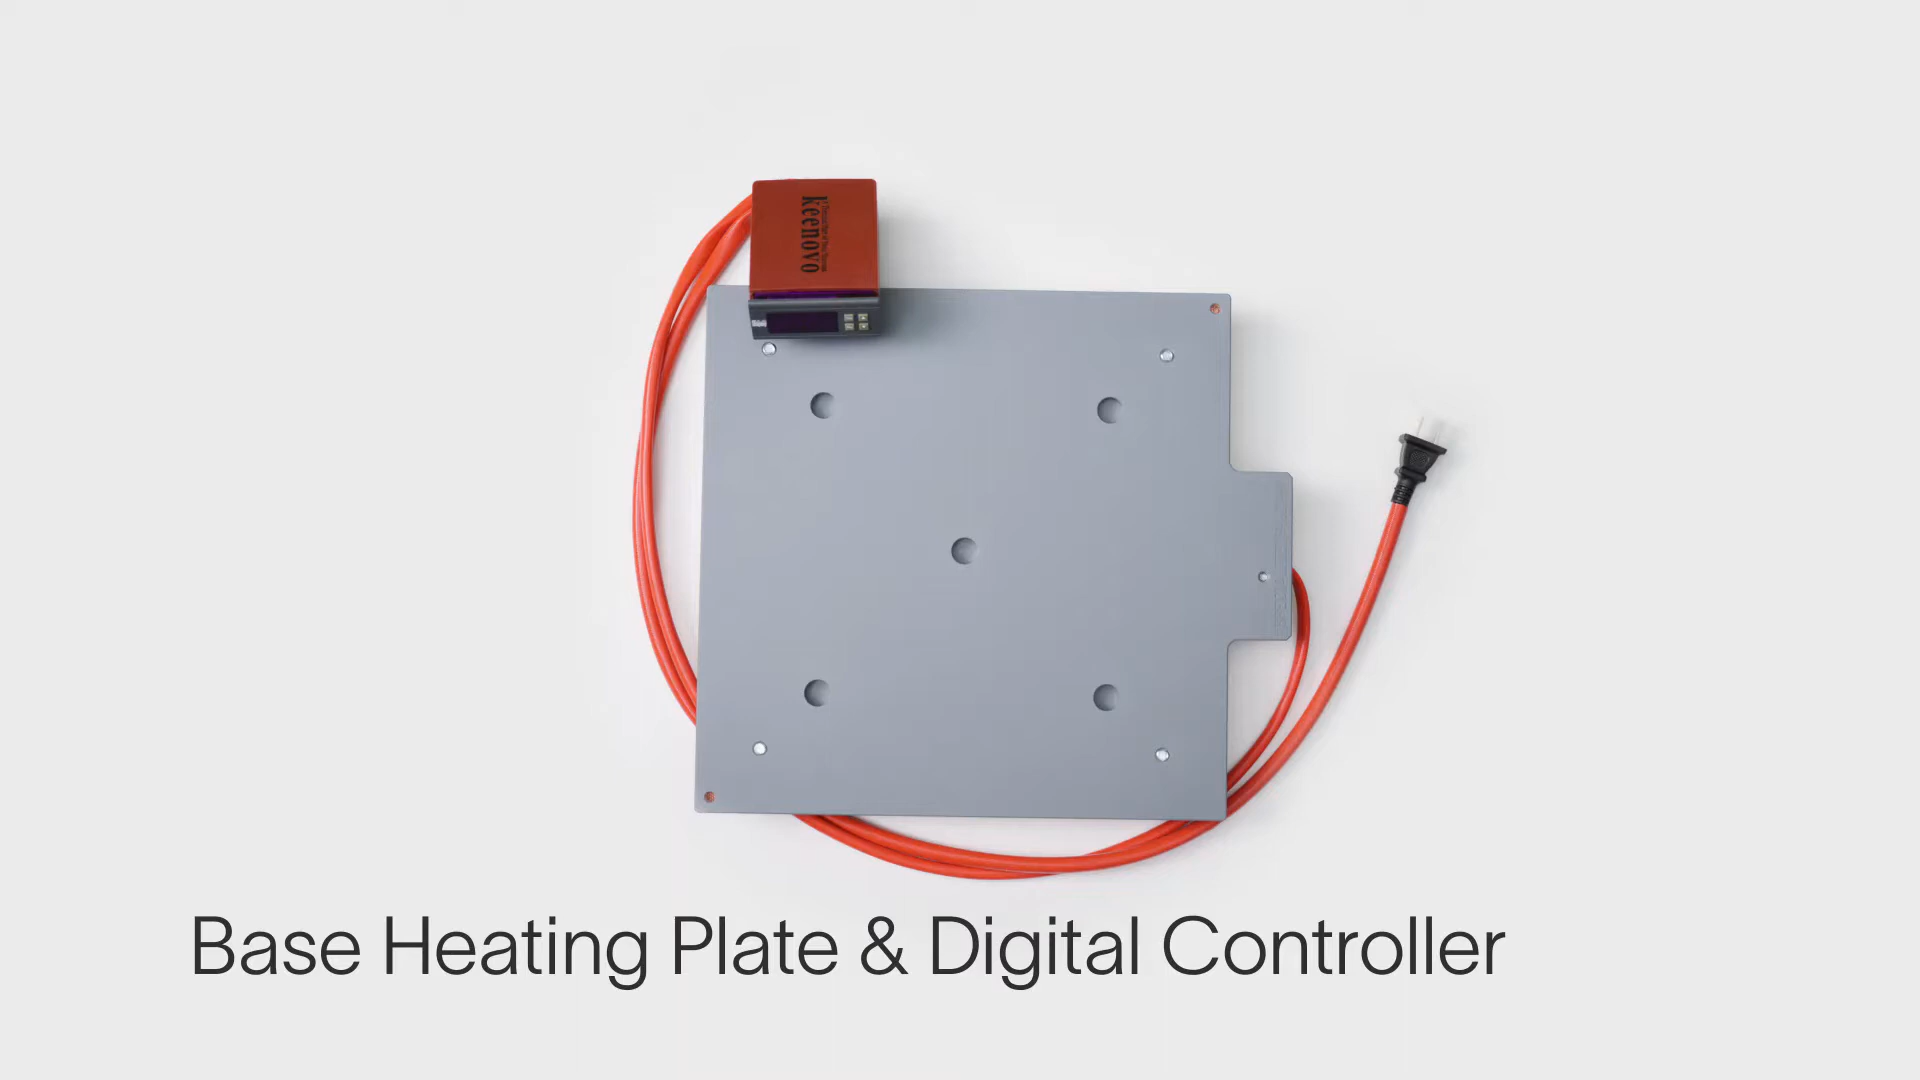 keenovo
Base Heating Plate & Digital Controller